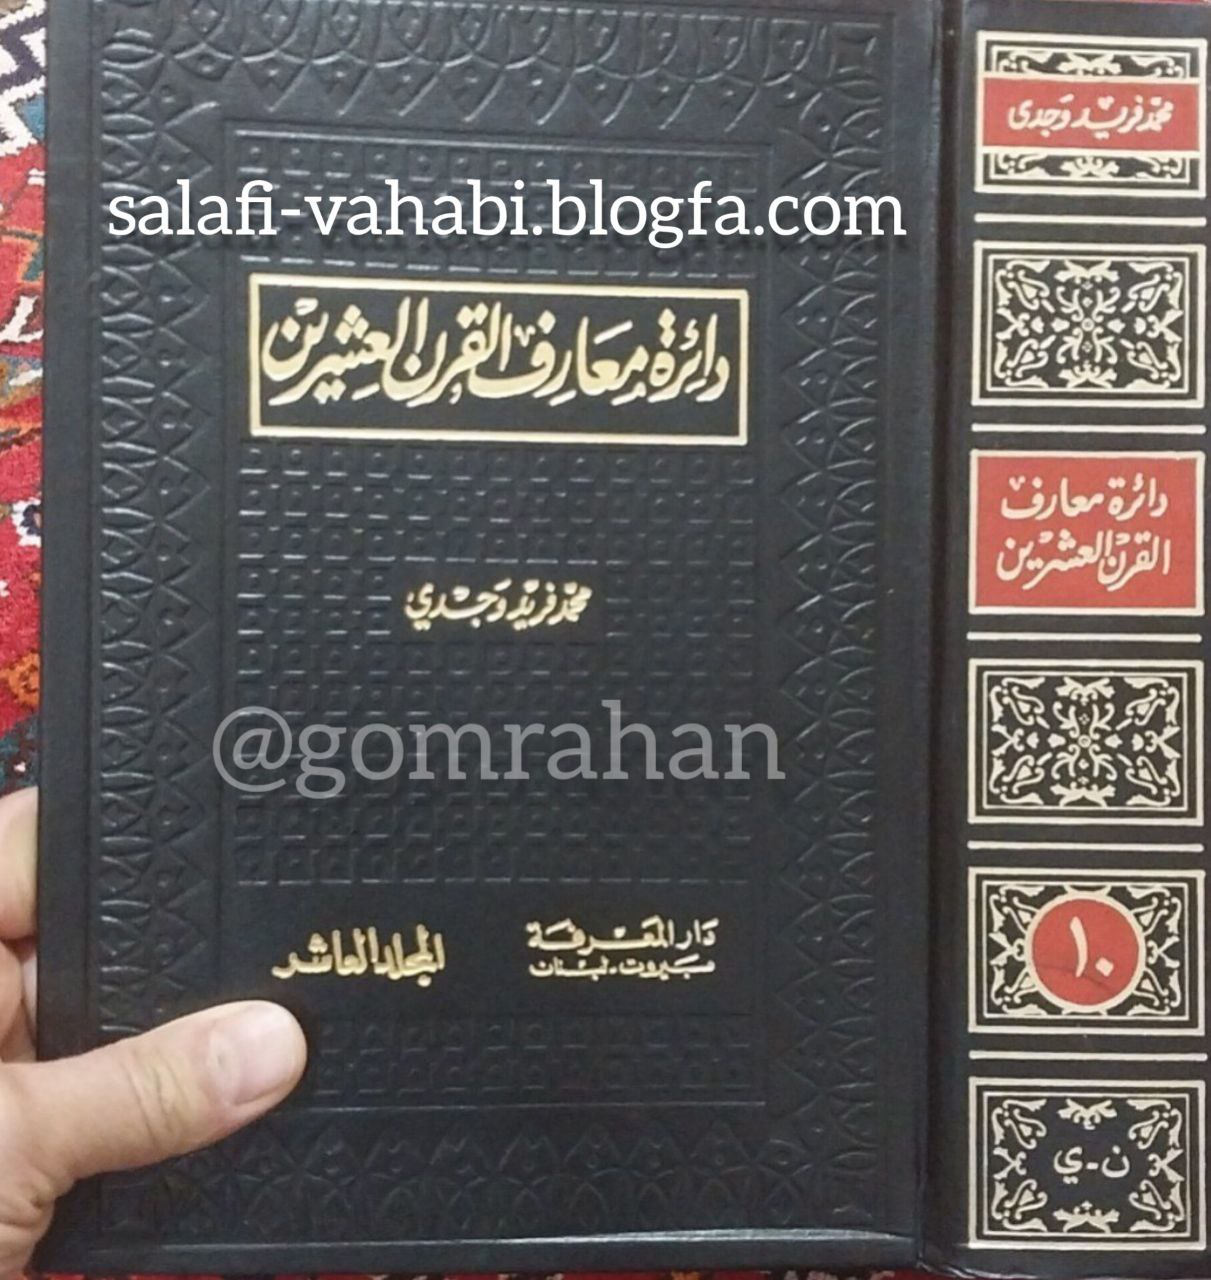 salafi-vahabi.blogfa.com
دائرة معارف القرن العشرين
محمد فريد وجدي
@gomrahan
دار المعرفة
بيروت - لبنان
المجلد العاشر
محمد فريد وجدى
دائرة معارف
القرن العشرين
١٠
ن - ي